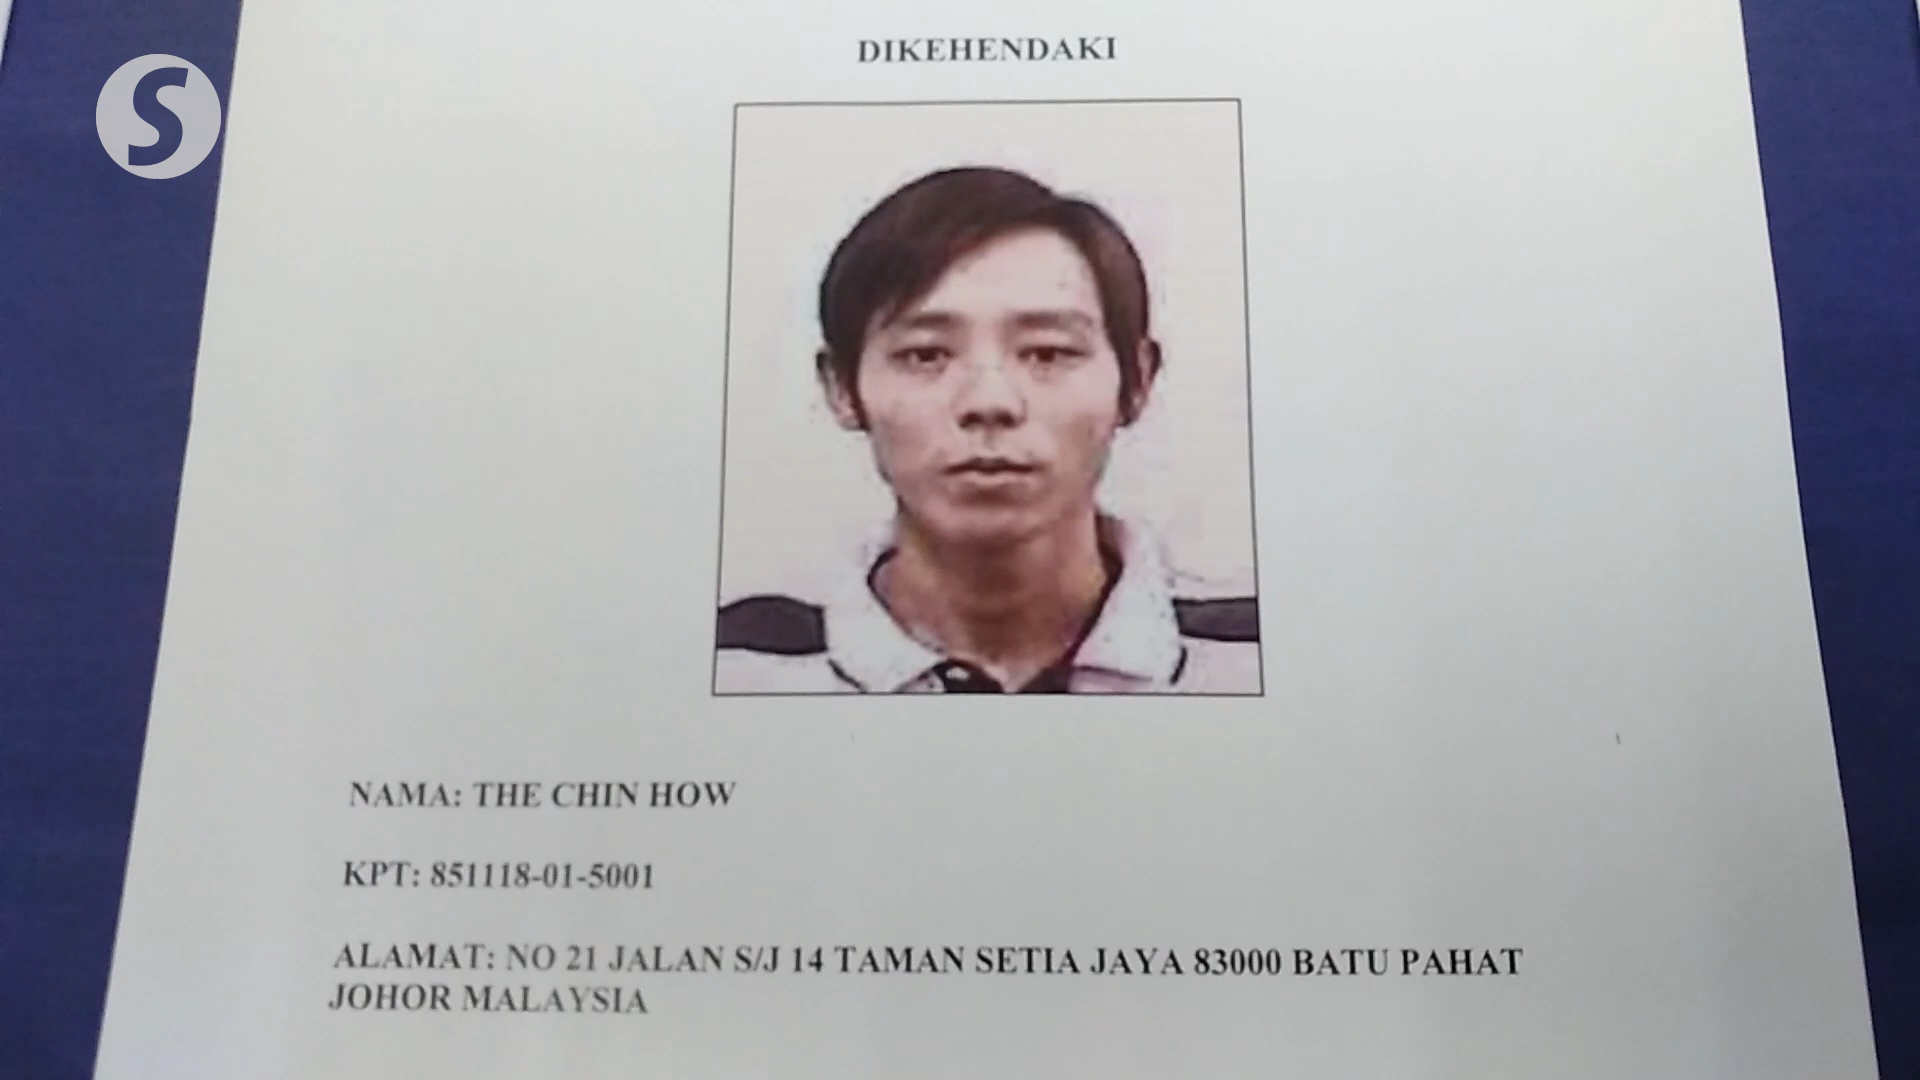 S
DIKEHENDAKI
NAMA: THE CHIN HOW
KPT: 851118-01-5001
ALAMAT: NO 21 JALAN S/J 14 TAMAN SETIA JAYA 83000 BATU PAHAT
JOHOR MALAYSIA